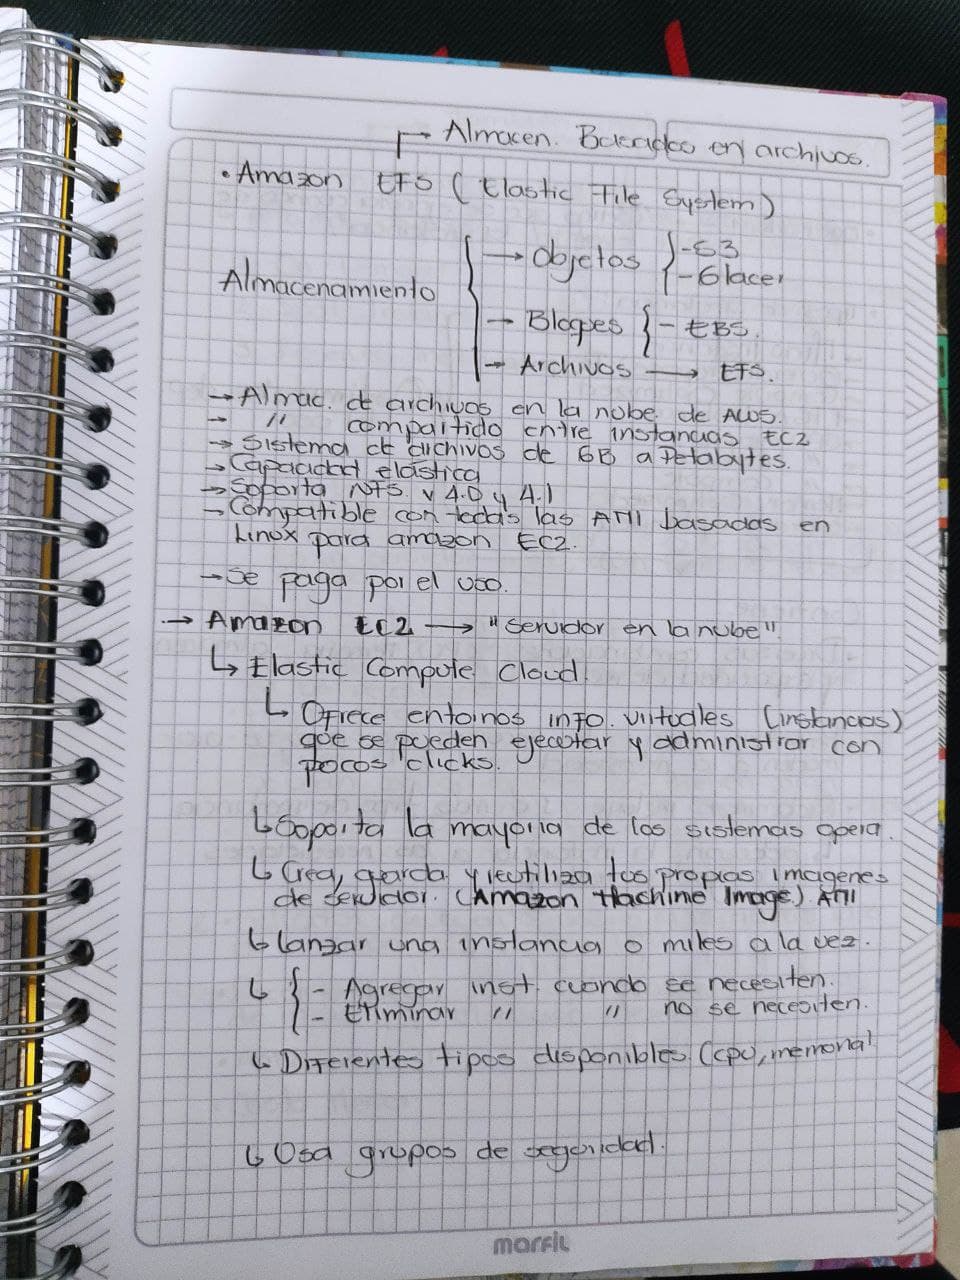 → Almacen. Basados en archivos.
• Amazon EFS (Elastic File System)
Almacenamiento { → Objetos { - S3
- Glacier
→ Bloques { - EBS.
→ Archivos → EFS.
→ Almac. de archivos en la nube de AWS.
→ " compartido entre instancias EC2
→ Sistema de archivos de GB a Petabytes.
→ Capacidad elástica
→ Soporta NFS v 4.0 y 4.1
→ Compatible con todas las AMI basadas en
Linux para amazon EC2.
→ Se paga por el uso.
→ Amazon EC2 → "Servidor en la nube"
↳ Elastic Compute Cloud.
↳ Ofrece entornos info. virtuales (instancias)
que se pueden ejecutar y administrar con
pocos clicks.
↳ Soporta la mayoria de los sistemas opera.
↳ Crea, guarda y reutiliza tus propias imagenes
de servidor. (Amazon Machine Image) AMI
↳ Lanzar una instancia o miles a la vez.
↳ { - Agregar inst. cuando se necesiten.
- Eliminar " " no se necesiten.
↳ Diferentes tipos disponibles (CPU, memoria)
↳ Usa grupos de seguridad.
marfil